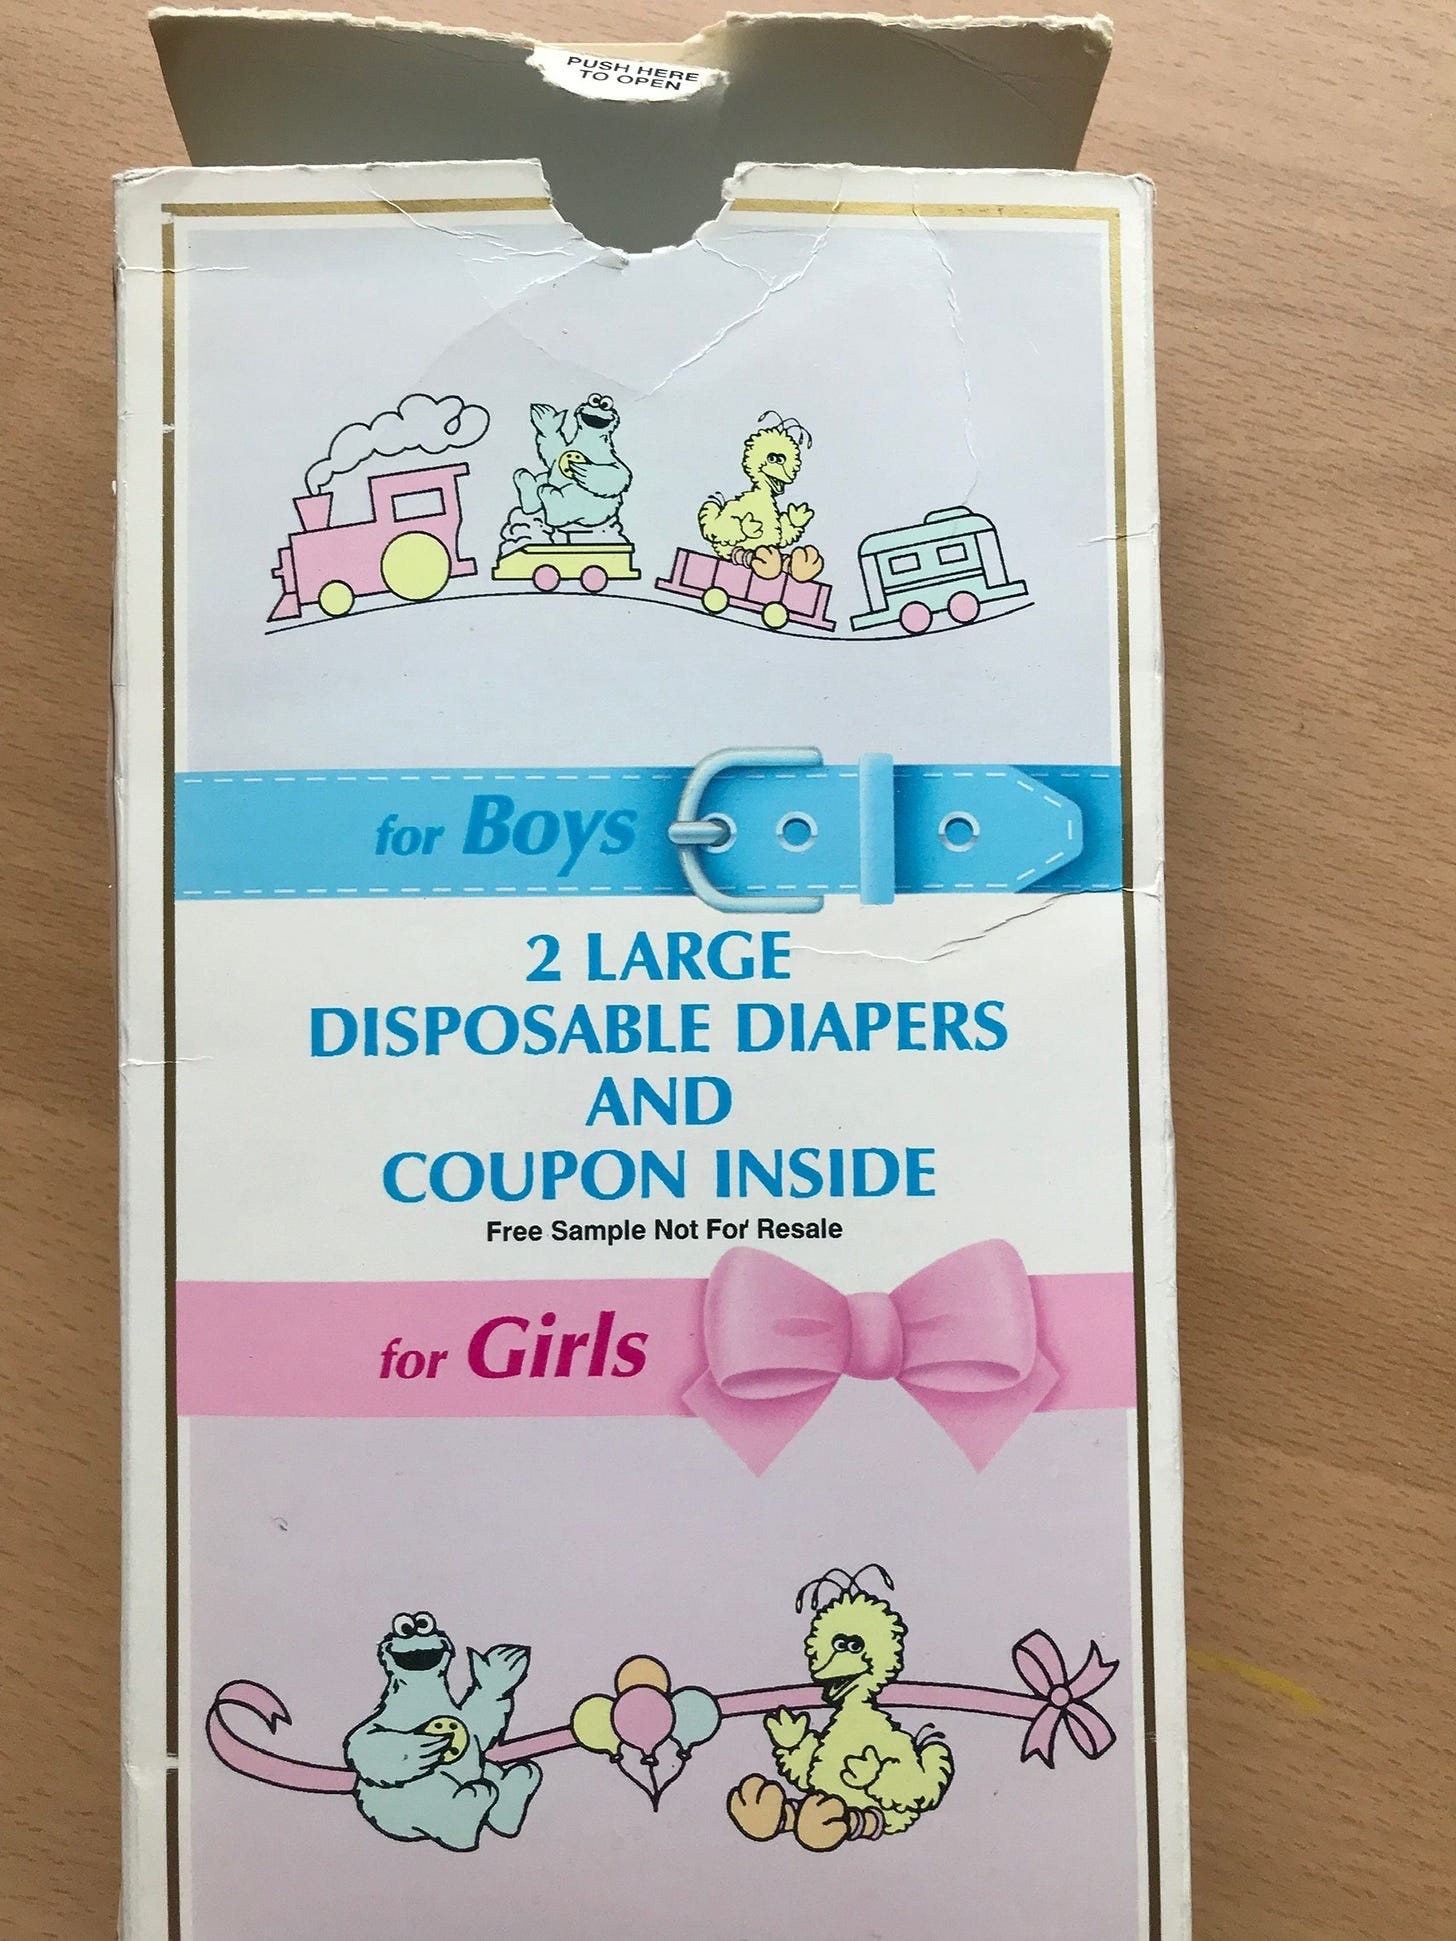 PUSH HERE
TO OPEN
for Boys
2 LARGE
DISPOSABLE DIAPERS
AND
COUPON INSIDE
Free Sample Not For Resale
for Girls